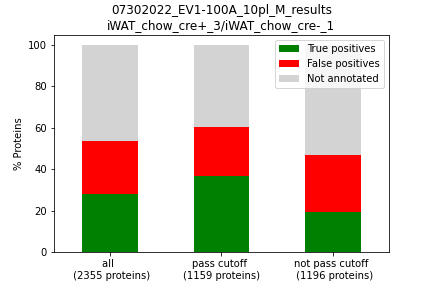 07302022_EV1-100A_10pl_M_results
iWAT_chow_cre+_3/iWAT_chow_cre-_1
True positives
False positives
Not annotated
% Proteins
100
80
60
40
20
0
all
(2355 proteins)
pass cutoff
(1159 proteins)
not pass cutoff
(1196 proteins)